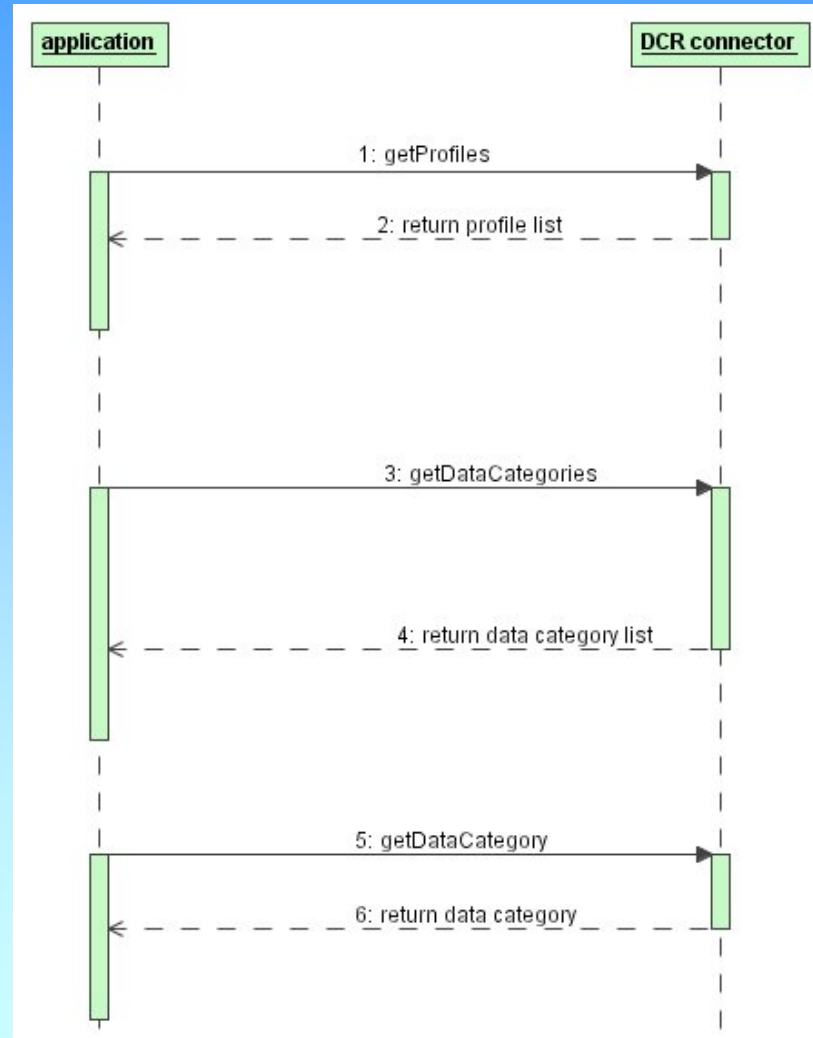 application
DCR connector
1: getProfiles
2: return profile list
3: getDataCategories
4: return data category list
5: getDataCategory
6: return data category